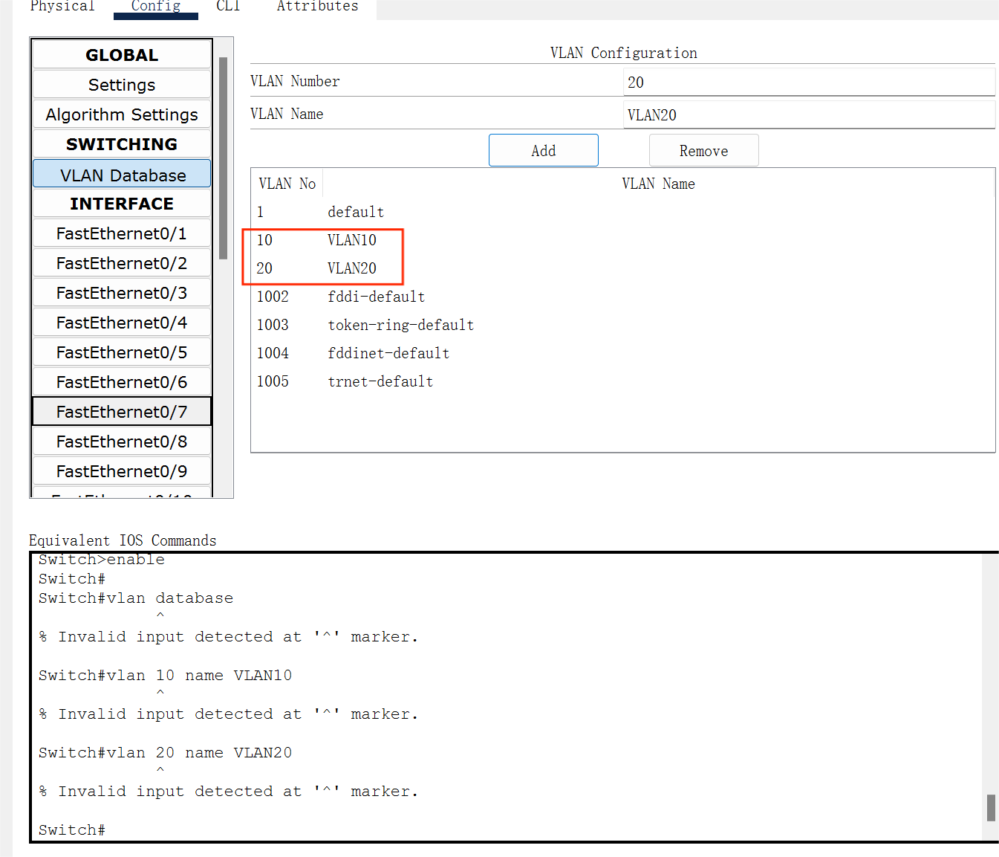 Physical Config CLI Attributes
GLOBAL
Settings
Algorithm Settings
SWITCHING
VLAN Database
INTERFACE
FastEthernet0/1
FastEthernet0/2
FastEthernet0/3
FastEthernet0/4
FastEthernet0/5
FastEthernet0/6
FastEthernet0/7
FastEthernet0/8
FastEthernet0/9
FastEthernet0/10
VLAN Configuration
VLAN Number 20
VLAN Name VLAN20
Add Remove
VLAN No VLAN Name
1 default
10 VLAN10
20 VLAN20
1002 fddi-default
1003 token-ring-default
1004 fddinet-default
1005 trnet-default
Equivalent IOS Commands
Switch>enable
Switch#
Switch#vlan database
^
% Invalid input detected at '^' marker.
Switch#vlan 10 name VLAN10
^
% Invalid input detected at '^' marker.
Switch#vlan 20 name VLAN20
^
% Invalid input detected at '^' marker.
Switch#